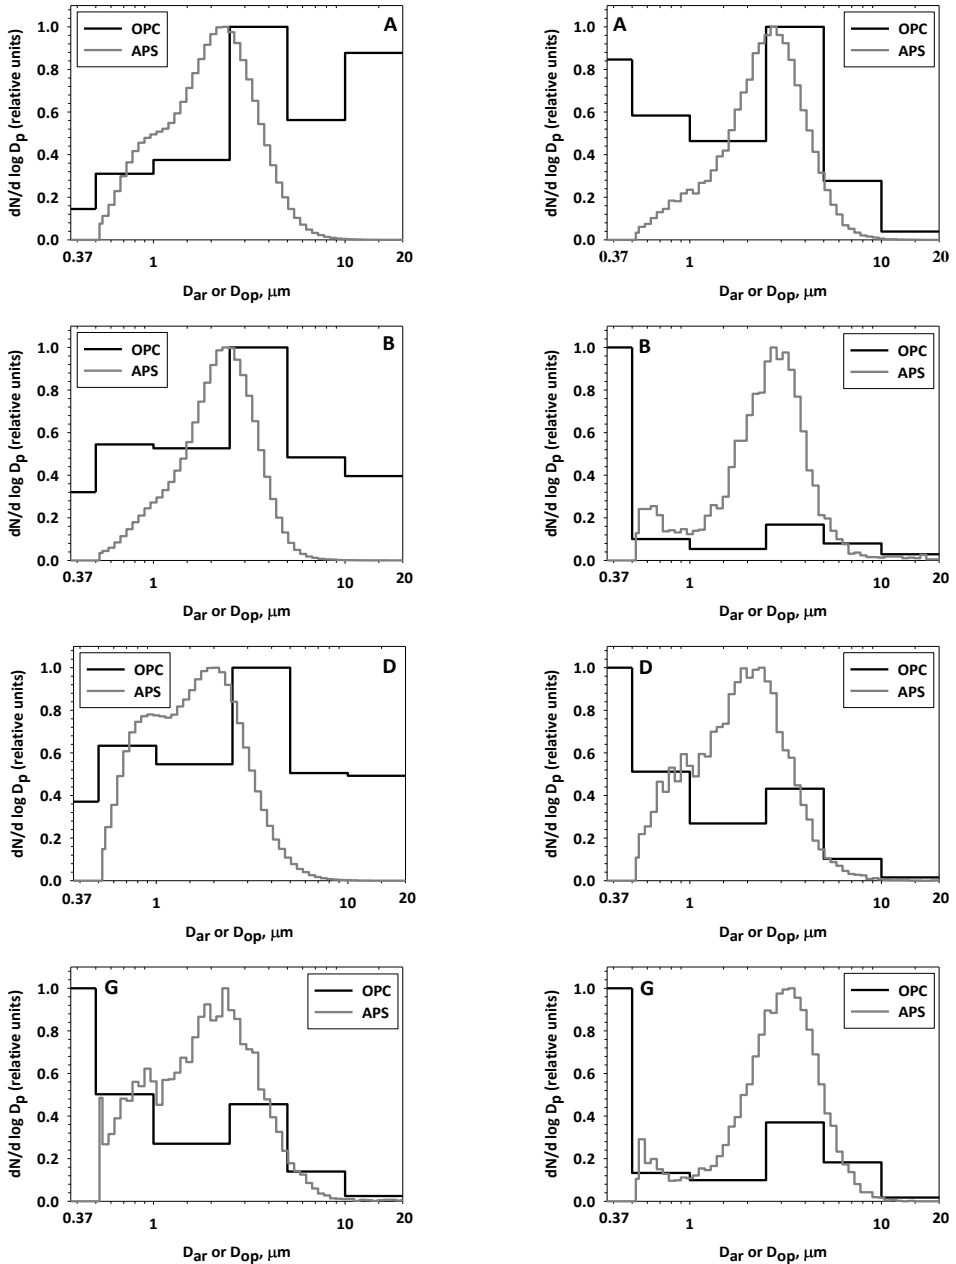 A
OPC
APS
dN/d log Dp (relative units)
1.0
0.8
0.6
0.4
0.2
0.0
0.37
1
10
20
Dar or Dop, μm
A
OPC
APS
dN/d log Dp (relative units)
1.0
0.8
0.6
0.4
0.2
0.0
0.37
1
10
20
Dar or Dop, μm
B
OPC
APS
dN/d log Dp (relative units)
1.0
0.8
0.6
0.4
0.2
0.0
0.37
1
10
20
Dar or Dop, μm
B
OPC
APS
dN/d log Dp (relative units)
1.0
0.8
0.6
0.4
0.2
0.0
0.37
1
10
20
Dar or Dop, μm
D
OPC
APS
dN/d log Dp (relative units)
1.0
0.8
0.6
0.4
0.2
0.0
0.37
1
10
20
Dar or Dop, μm
D
OPC
APS
dN/d log Dp (relative units)
1.0
0.8
0.6
0.4
0.2
0.0
0.37
1
10
20
Dar or Dop, μm
G
OPC
APS
dN/d log Dp (relative units)
1.0
0.8
0.6
0.4
0.2
0.0
0.37
1
10
20
Dar or Dop, μm
G
OPC
APS
dN/d log Dp (relative units)
1.0
0.8
0.6
0.4
0.2
0.0
0.37
1
10
20
Dar or Dop, μm